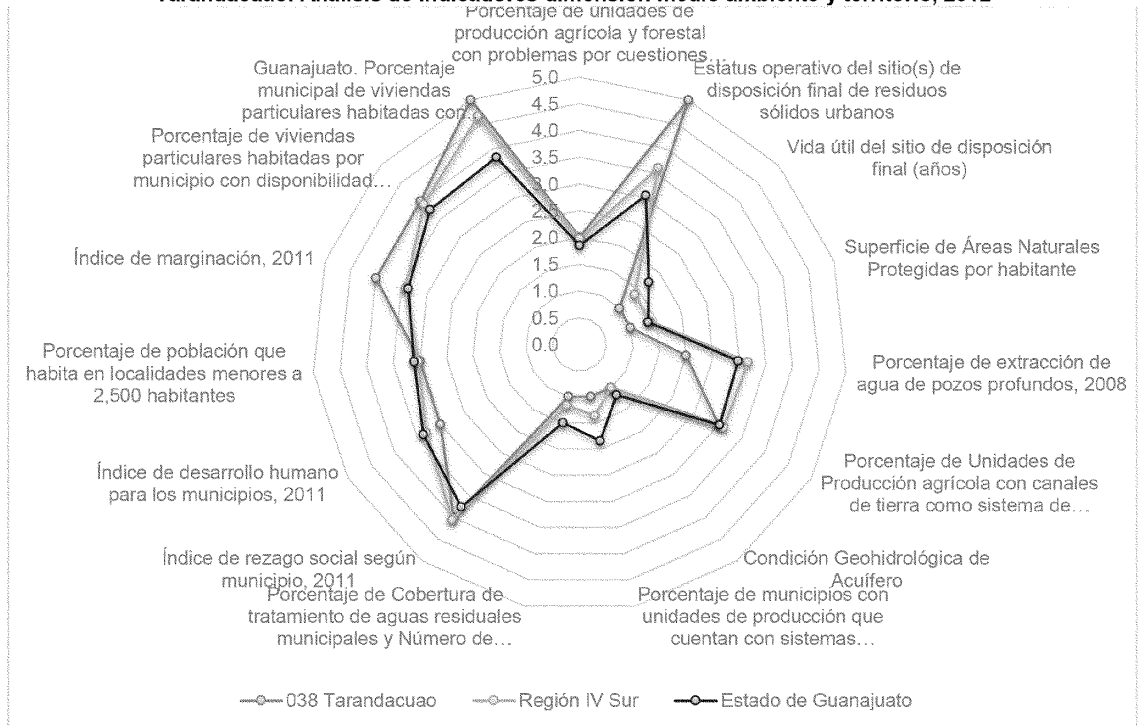 Tarandacuao. Análisis de indicadores dimensión medio ambiente y territorio, 2012
Porcentaje de unidades de
producción agrícola y forestal
con problemas por cuestiones…
Estatus operativo del sitio(s) de
disposición final de residuos
sólidos urbanos
Vida útil del sitio de disposición
final (años)
Superficie de Áreas Naturales
Protegidas por habitante
Porcentaje de extracción de
agua de pozos profundos, 2008
Porcentaje de Unidades de
Producción agrícola con canales
de tierra como sistema de…
Condición Geohidrológica de
Acuífero
Porcentaje de municipios con
unidades de producción que
cuentan con sistemas…
Porcentaje de Cobertura de
tratamiento de aguas residuales
municipales y Número de…
Índice de rezago social según
municipio, 2011
Índice de desarrollo humano
para los municipios, 2011
Porcentaje de población que
habita en localidades menores a
2,500 habitantes
Índice de marginación, 2011
Porcentaje de viviendas
particulares habitadas por
municipio con disponibilidad…
Guanajuato. Porcentaje
municipal de viviendas
particulares habitadas con…
5.0
4.5
4.0
3.5
3.0
2.5
2.0
1.5
1.0
0.5
0.0
038 Tarandacuao
Región IV Sur
Estado de Guanajuato